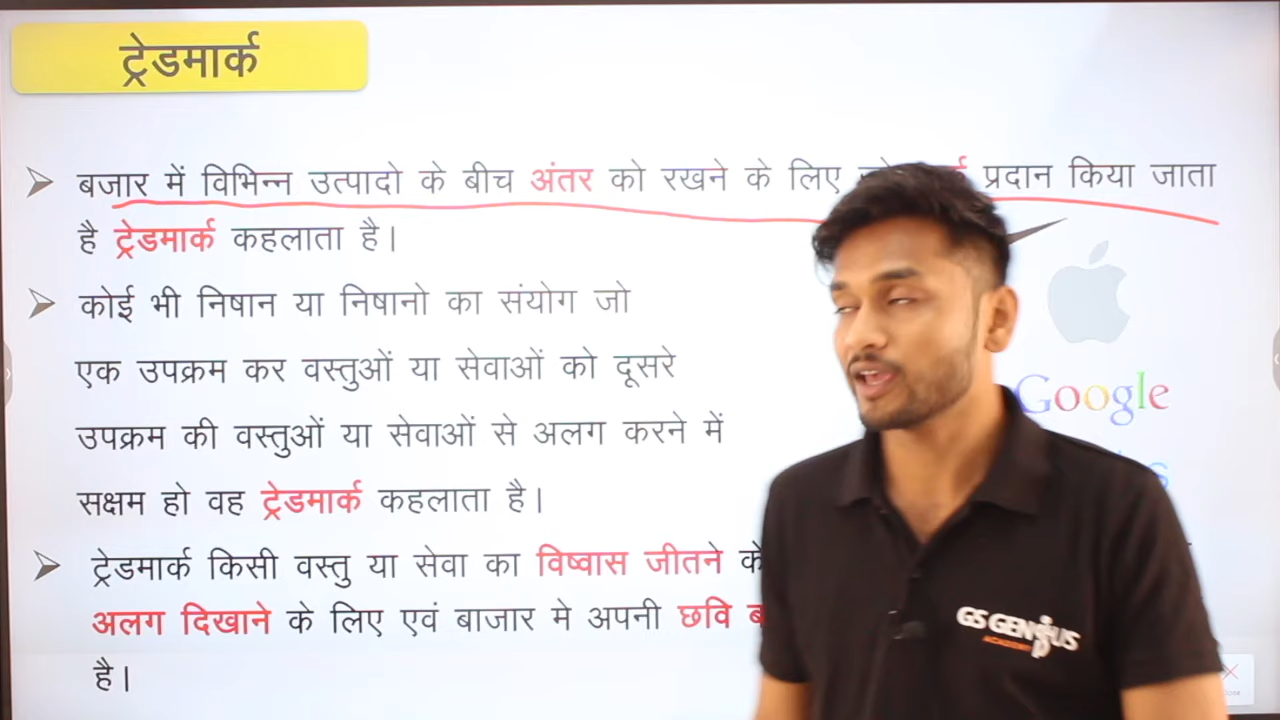 ट्रेडमार्क
बजार में विभिन्न उत्पादो के बीच अंतर को रखने के लिए प्रदान किया जाता
है ट्रेडमार्क कहलाता है।
कोई भी निषान या निषानो का संयोग जो
एक उपक्रम कर वस्तुओं या सेवाओं को दूसरे
उपक्रम की वस्तुओं या सेवाओं से अलग करने में
सक्षम हो वह ट्रेडमार्क कहलाता है।
Google
ट्रेडमार्क किसी वस्तु या सेवा का विष्वास जीतने के
अलग दिखाने के लिए एवं बाजार मे अपनी छवि
है।
GS GENIUS
ACADEMY